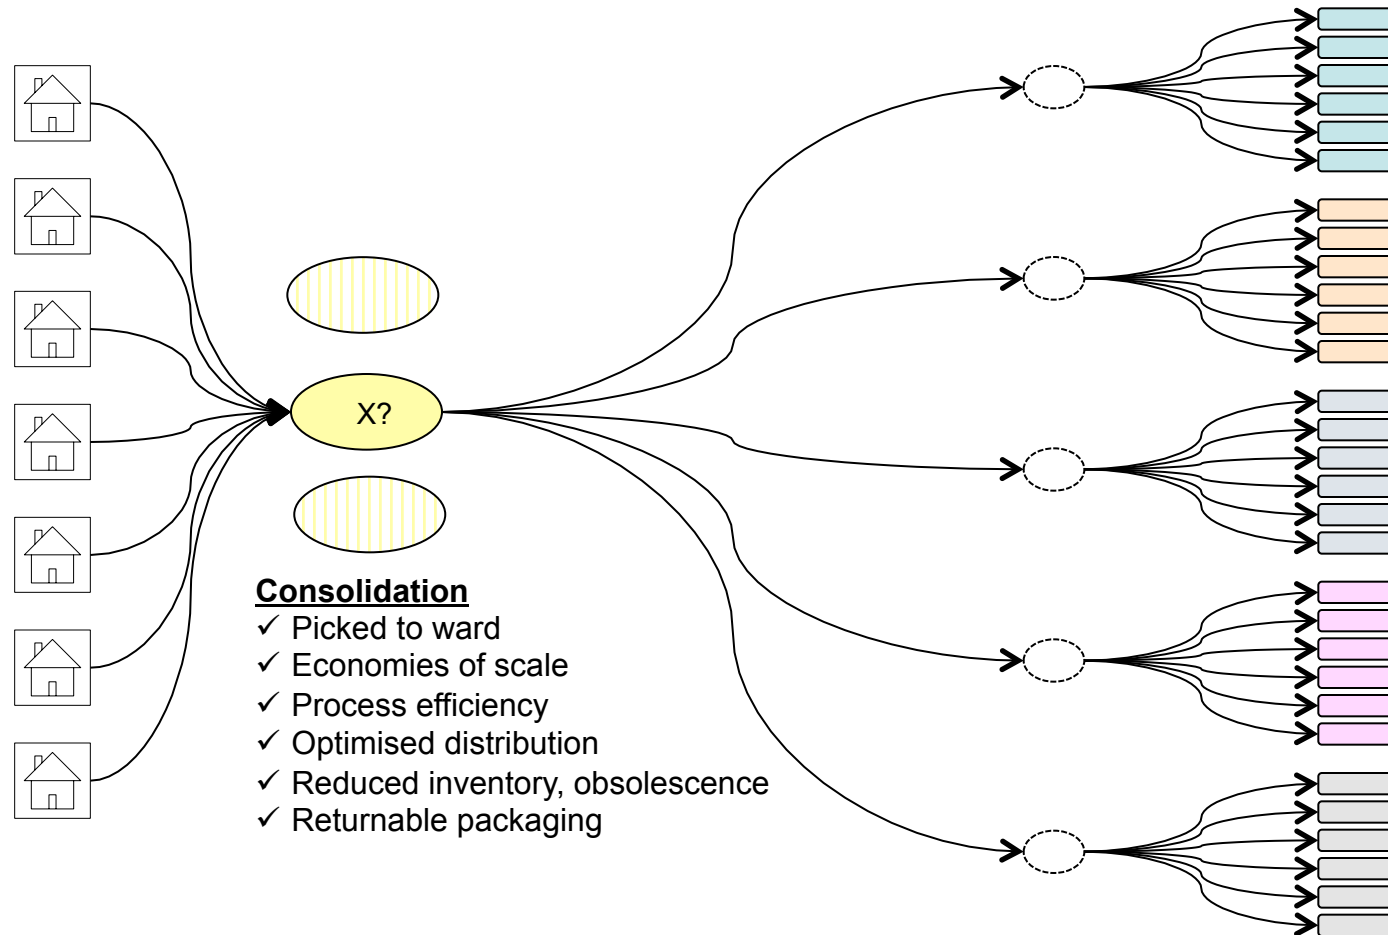 X?
Consolidation
✓ Picked to ward
✓ Economies of scale
✓ Process efficiency
✓ Optimised distribution
✓ Reduced inventory, obsolescence
✓ Returnable packaging